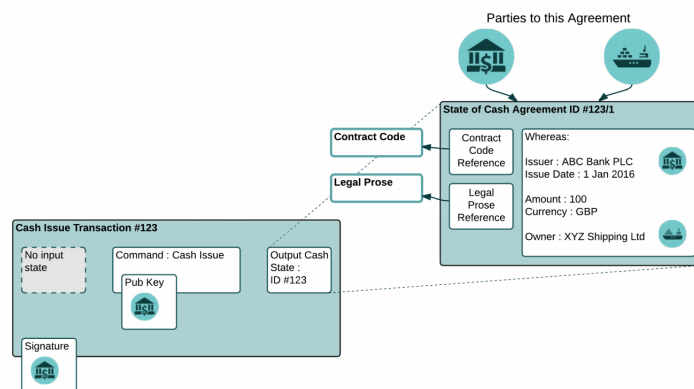 Parties to this Agreement
State of Cash Agreement ID #123/1
Contract Code
Contract
Code
Reference
Whereas:
Issuer : ABC Bank PLC
Issue Date : 1 Jan 2016
Amount : 100
Currency : GBP
Owner : XYZ Shipping Ltd
Legal Prose
Legal
Prose
Reference
Cash Issue Transaction #123
No input
state
Command : Cash Issue
Pub Key
Output Cash
State :
ID #123
Signature